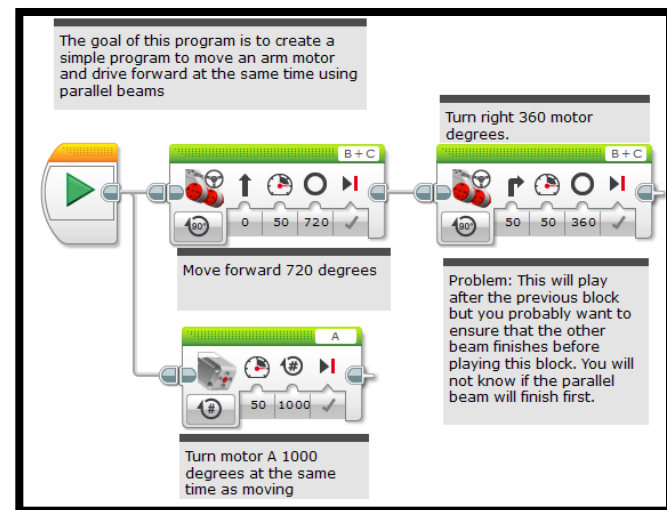 The goal of this program is to create a
simple program to move an arm motor
and drive forward at the same time using
parallel beams
Turn right 360 motor
degrees.
B+C
B+C
0 50 720
50 50 360
90°
90°
Move forward 720 degrees
Problem: This will play
after the previous block
but you probably want to
ensure that the other
beam finishes before
playing this block. You will
not know if the parallel
beam will finish first.
A
#
50 1000
#
Turn motor A 1000
degrees at the same
time as moving